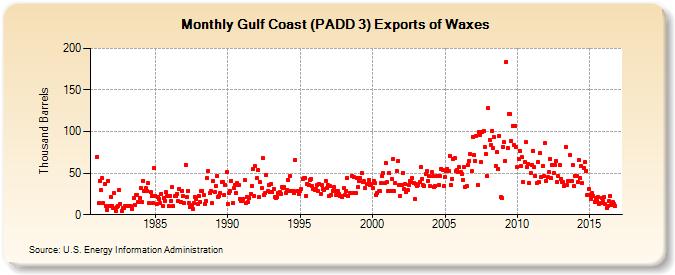 Monthly Gulf Coast (PADD 3) Exports of Waxes
Thousand Barrels
200
150
100
50
0
1985 1990 1995 2000 2005 2010 2015
Source: U.S. Energy Information Administration